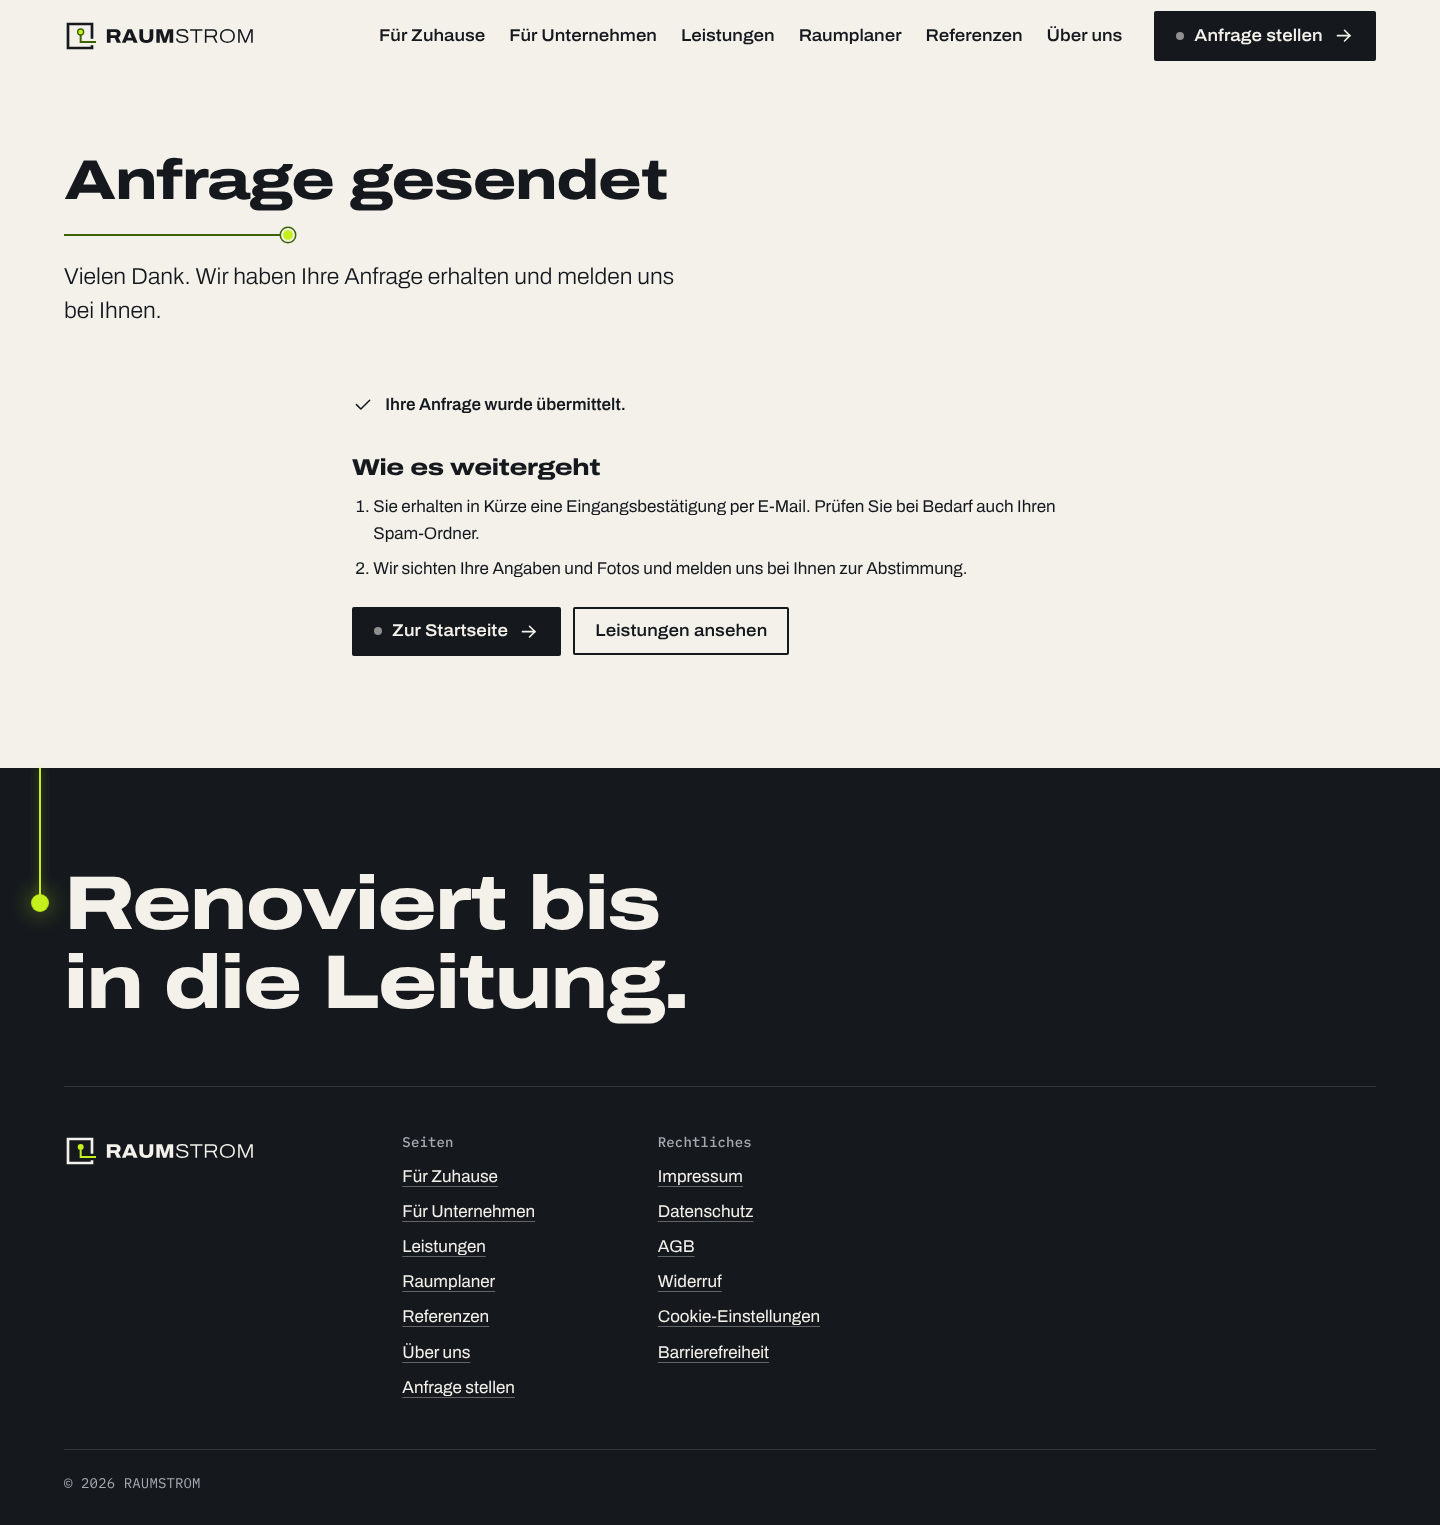 RAUMSTROM
Für Zuhause
Für Unternehmen
Leistungen
Raumplaner
Referenzen
Über uns
Anfrage stellen
Anfrage gesendet
Vielen Dank. Wir haben Ihre Anfrage erhalten und melden uns
bei Ihnen.
Ihre Anfrage wurde übermittelt.
Wie es weitergeht
1. Sie erhalten in Kürze eine Eingangsbestätigung per E-Mail. Prüfen Sie bei Bedarf auch Ihren
Spam-Ordner.
2. Wir sichten Ihre Angaben und Fotos und melden uns bei Ihnen zur Abstimmung.
Zur Startseite
Leistungen ansehen
Renoviert bis
in die Leitung.
RAUMSTROM
Seiten
Für Zuhause
Für Unternehmen
Leistungen
Raumplaner
Referenzen
Über uns
Anfrage stellen
Rechtliches
Impressum
Datenschutz
AGB
Widerruf
Cookie-Einstellungen
Barrierefreiheit
© 2026 RAUMSTROM